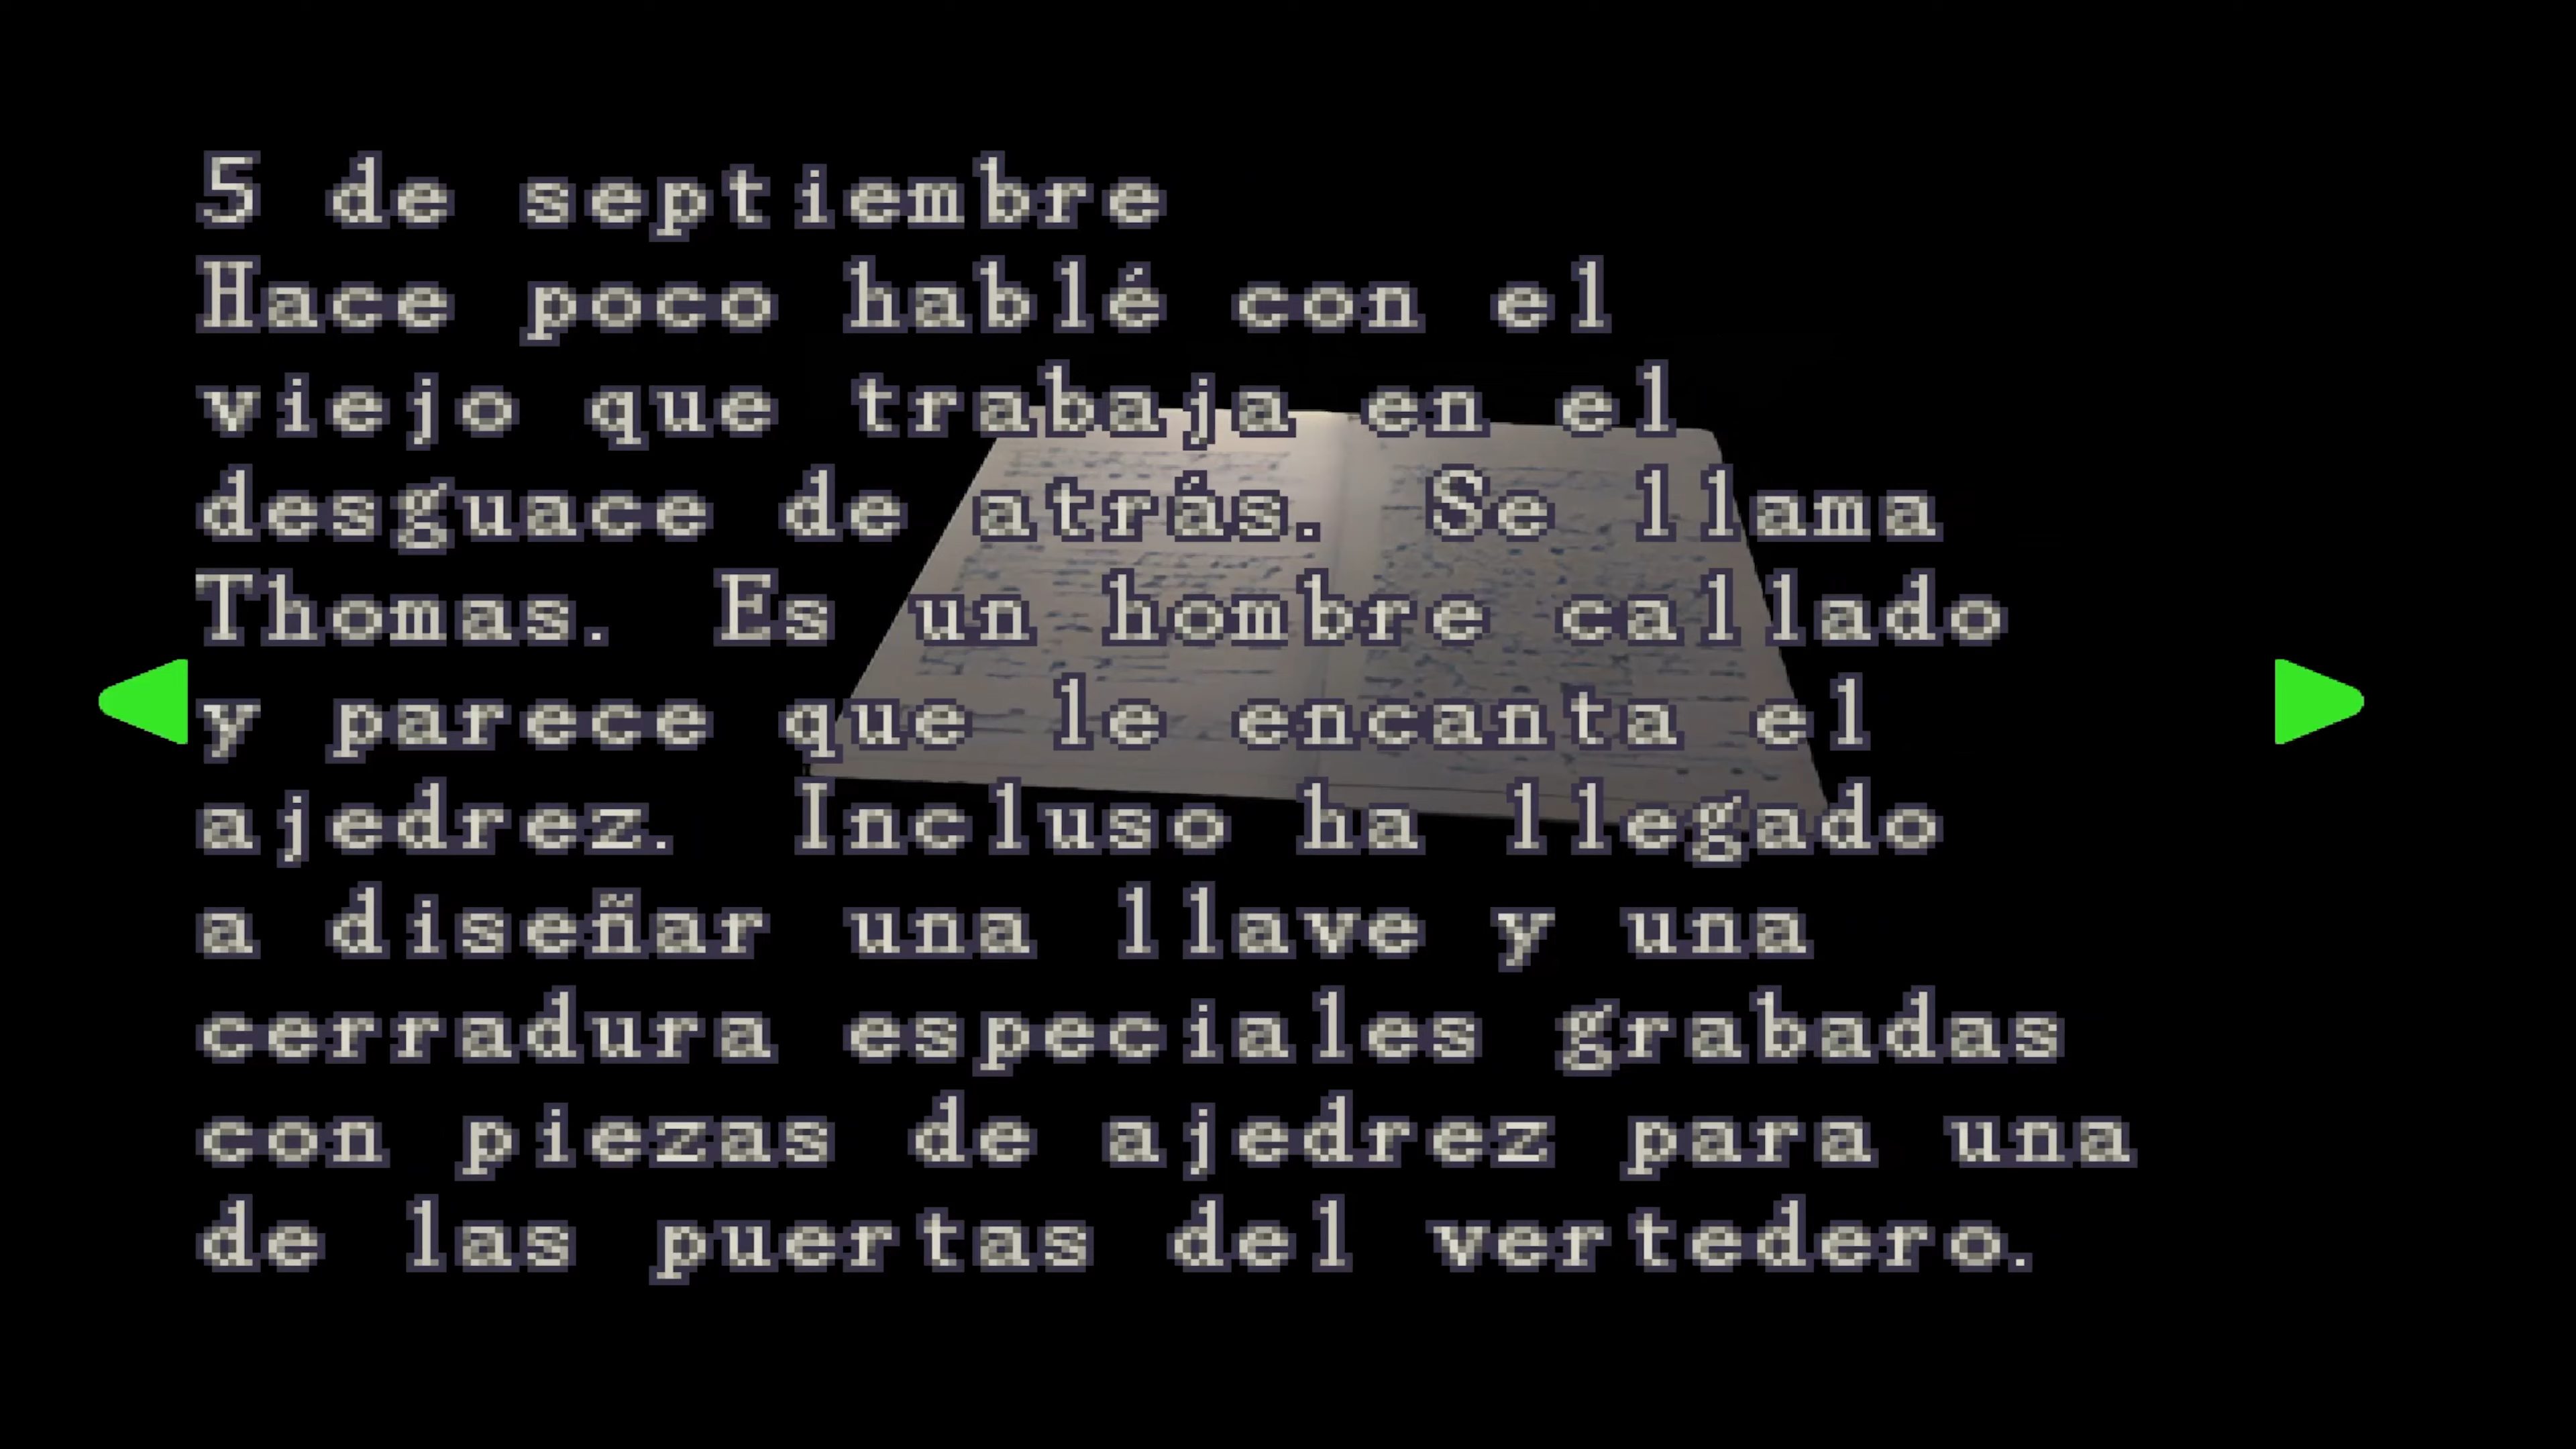 5 de septiembre
Hace poco hablé con el
viejo que trabaja en el
desguace de atrás. Se llama
Thomas. Es un hombre callado
y parece que le encanta el
ajedrez. Incluso ha llegado
a diseñar una llave y una
cerradura especiales grabadas
con piezas de ajedrez para una
de las puertas del vertedero.